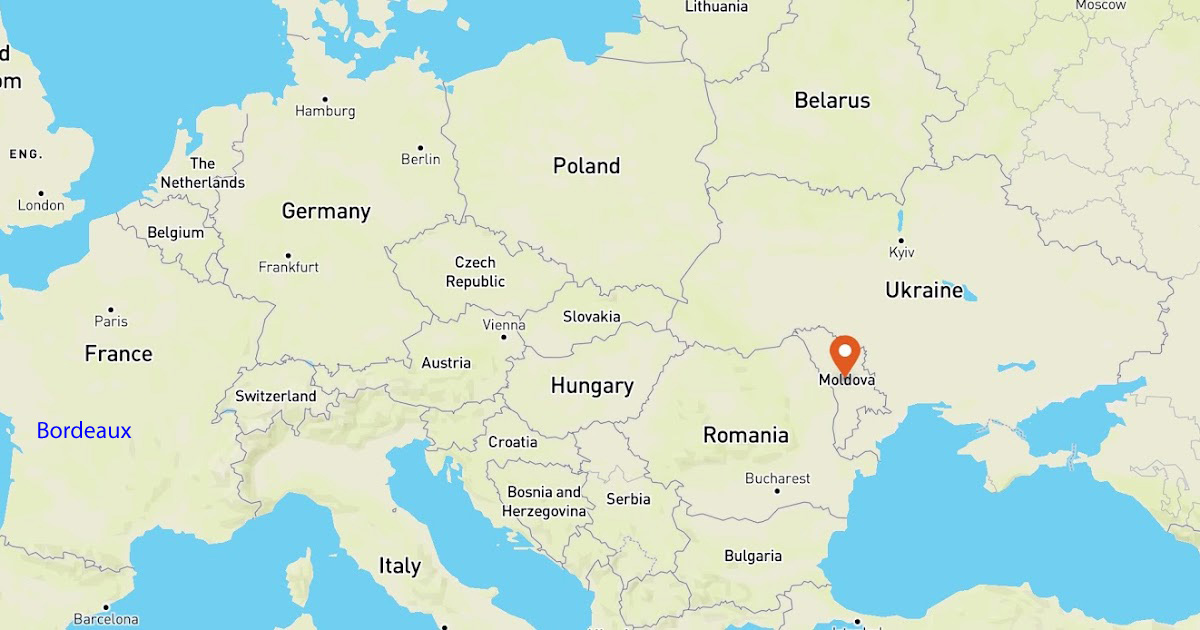 Lithuania
Moscow
d
om
Belarus
Hamburg
ENG.
Berlin
The
Netherlands
Poland
London
Germany
Belgium
Kyiv
Frankfurt
Czech
Republic
Ukraine
Paris
Slovakia
Vienna
France
Austria
Moldova
Hungary
Switzerland
Bordeaux
Romania
Croatia
Bucharest
Bosnia and
Herzegovina
Serbia
Bulgaria
Italy
Barcelona